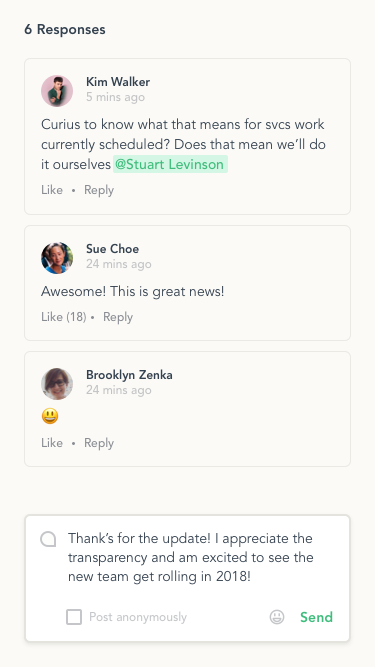 6 Responses
Kim Walker
5 mins ago
Curius to know what that means for svcs work
currently scheduled? Does that mean we’ll do
it ourselves @Stuart Levinson
Like • Reply
Sue Choe
24 mins ago
Awesome! This is great news!
Like (18) • Reply
Brooklyn Zenka
24 mins ago
😃
Like • Reply
Thank’s for the update! I appreciate the
transparency and am excited to see the
new team get rolling in 2018!
Post anonymously
Send